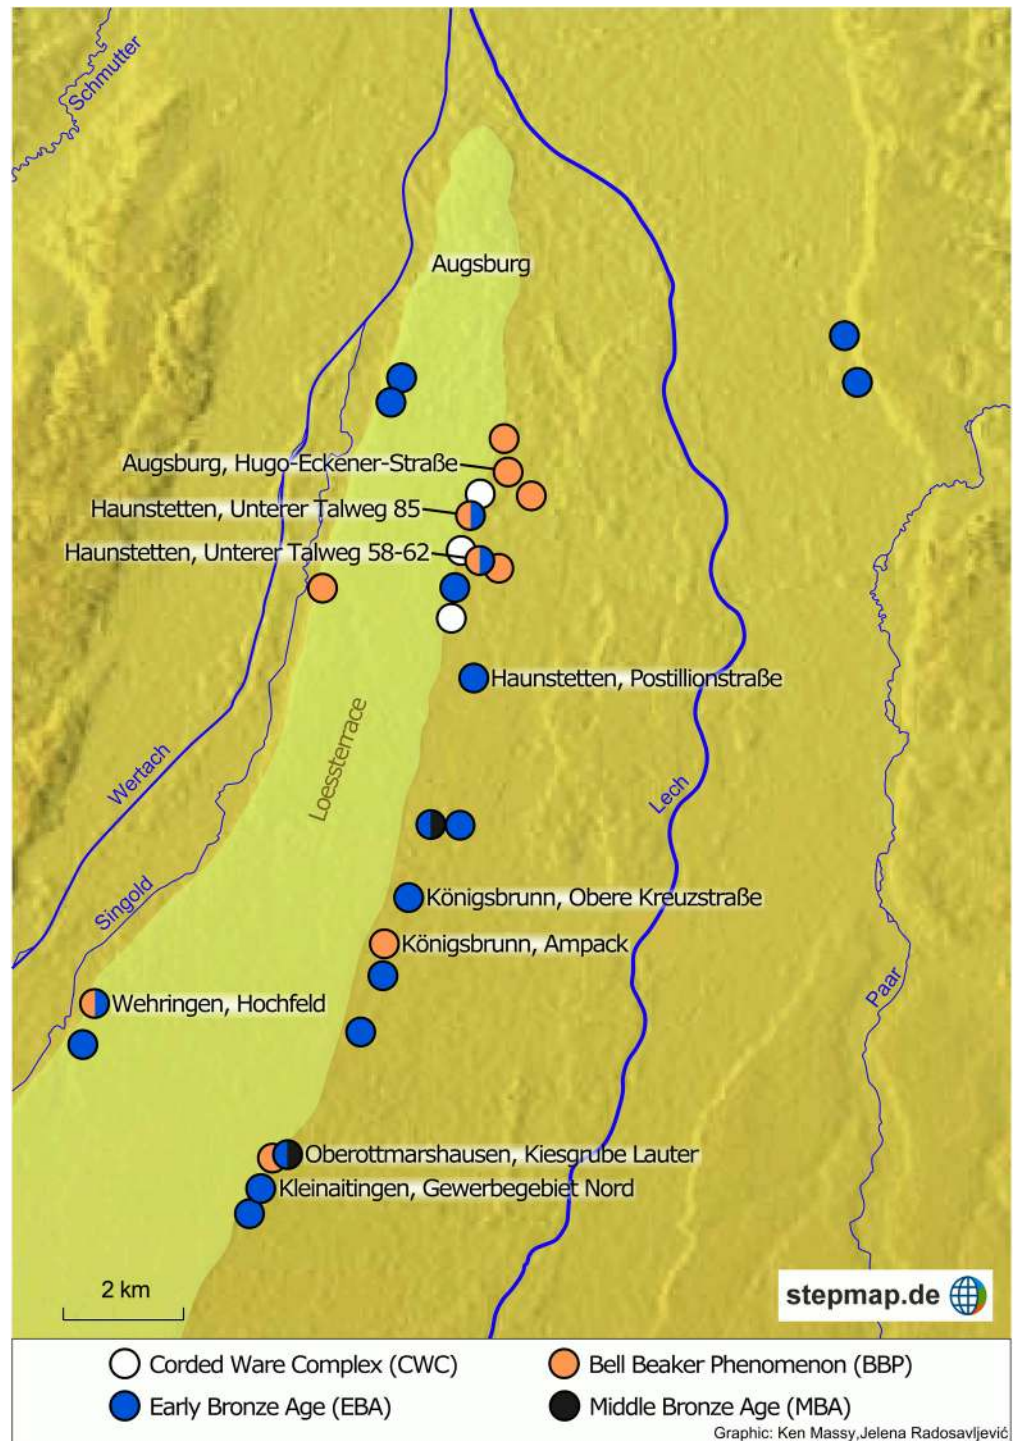 Schmutter
Augsburg
Augsburg, Hugo-Eckener-Straße
Haunstetten, Unterer Talweg 85
Haunstetten, Unterer Talweg 58-62
Haunstetten, Postillionstraße
Loessterrace
Wertach
Lech
Singold
Königsbrunn, Obere Kreuzstraße
Königsbrunn, Ampack
Paar
Wehringen, Hochfeld
Oberottmarshausen, Kiesgrube Lauter
Kleinaitingen, Gewerbegebiet Nord
2 km
stepmap.de
Corded Ware Complex (CWC)
Bell Beaker Phenomenon (BBP)
Early Bronze Age (EBA)
Middle Bronze Age (MBA)
Graphic: Ken Massy,Jelena Radosavljević